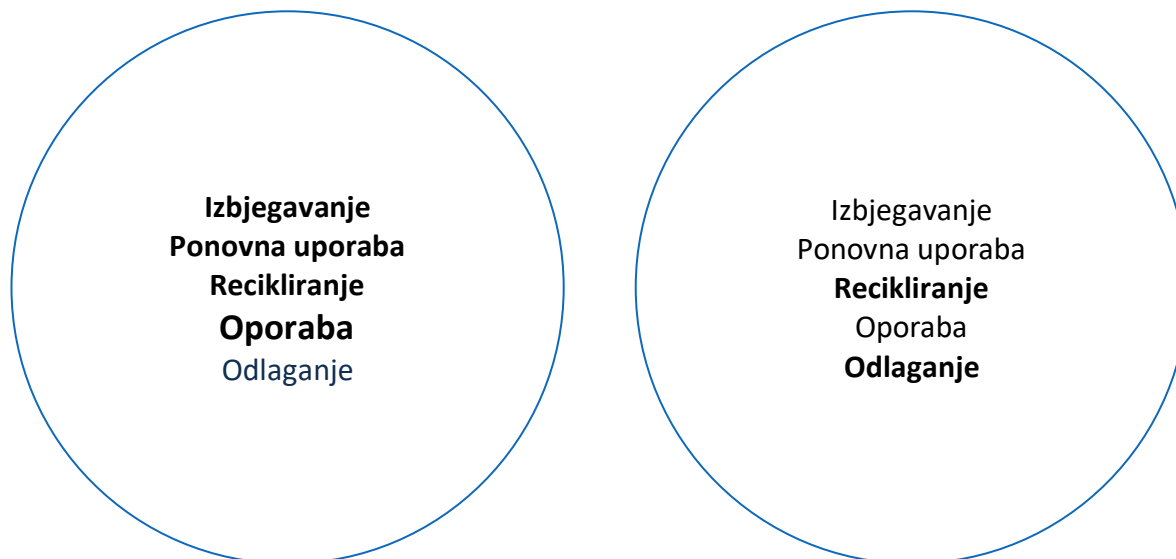 Izbjegavanje
Ponovna uporaba
Recikliranje
Oporaba
Odlaganje
Izbjegavanje
Ponovna uporaba
Recikliranje
Oporaba
Odlaganje